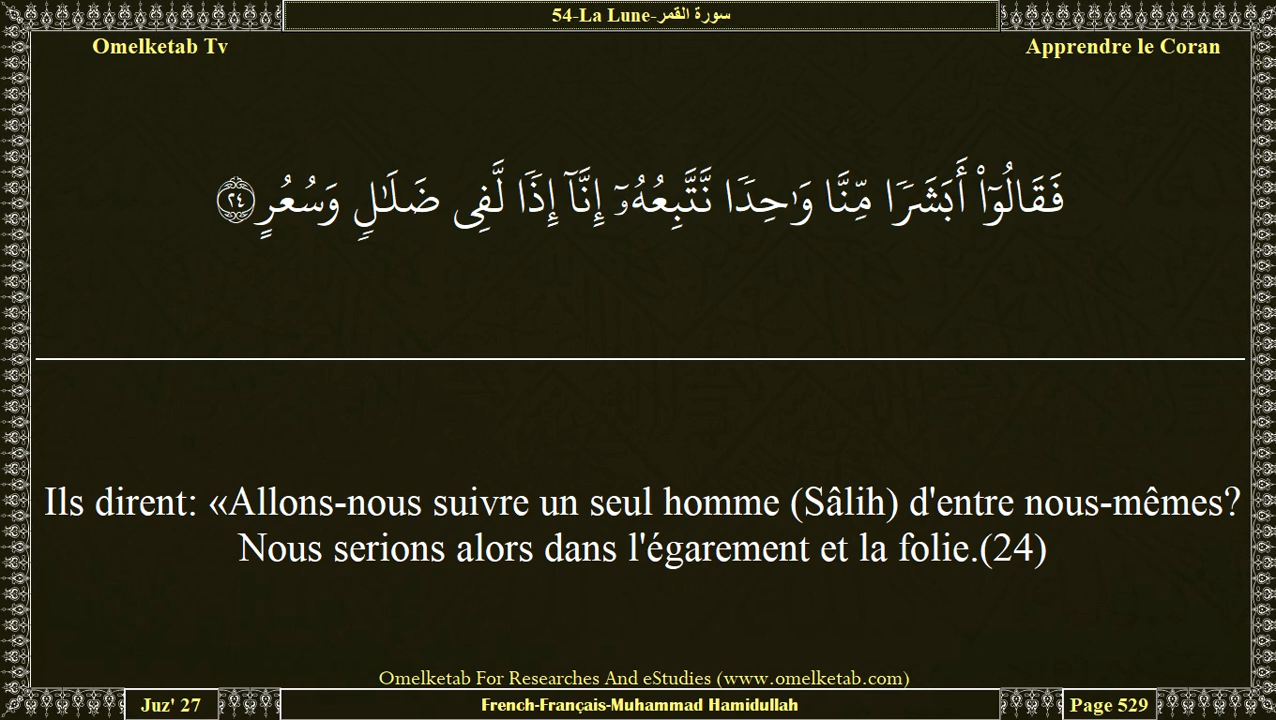 54-La Lune-سورة القمر
Omelketab Tv
Apprendre le Coran
فَقَالُوٓا۟ أَبَشَرًۭا مِّنَّا وَٰحِدًۭا نَّتَّبِعُهُۥٓ إِنَّآ إِذًۭا لَّفِى ضَلَٰلٍۢ وَسُعُرٍ ٢٤
Ils dirent: «Allons-nous suivre un seul homme (Sâlih) d'entre nous-mêmes?
Nous serions alors dans l'égarement et la folie.(24)
Omelketab For Researches And eStudies (www.omelketab.com)
Juz' 27
French-Français-Muhammad Hamidullah
Page 529